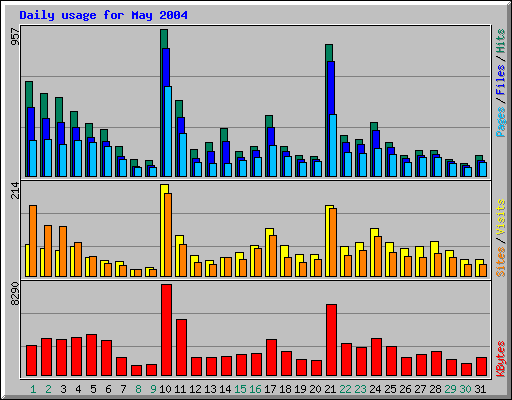 Daily usage for May 2004
957
Pages / Files / Hits
214
Sites / Visits
8290
KBytes
1 2 3 4 5 6 7 8 9 10 11 12 13 14 15 16 17 18 19 20 21 22 23 24 25 26 27 28 29 30 31